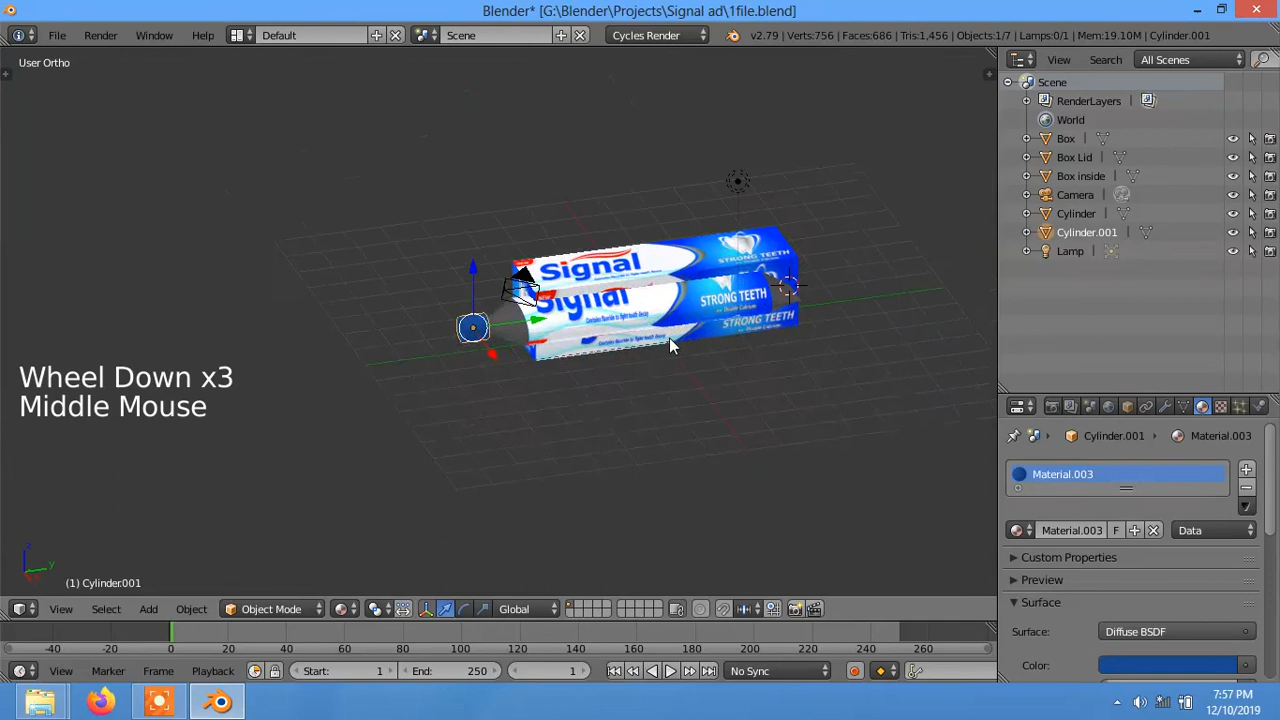 Blender* [G:\Blender\Projects\Signal ad\1file.blend]
File Render Window Help Default Scene Cycles Render v2.79 | Verts:756 | Faces:686 | Tris:1,456 | Objects:1/7 | Lamps:0/1 | Mem:19.10M | Cylinder.001
User Ortho
View Search All Scenes
Scene
RenderLayers
World
Box
Box Lid
Box inside
Camera
Cylinder
Cylinder.001
Lamp
Signal
STRONG TEETH
Signal
STRONG TEETH
STRONG TEETH
Wheel Down x3
Middle Mouse
Cylinder.001 Material.003
Material.003
Material.003 F Data
Custom Properties
Preview
Surface
Surface: Diffuse BSDF
Color:
z
y
(1) Cylinder.001
View Select Add Object Object Mode Global
-40 -20 0 20 40 60 80 100 120 140 160 180 200 220 240 260
View Marker Frame Playback Start: 1 End: 250 1 No Sync
7:57 PM
12/10/2019